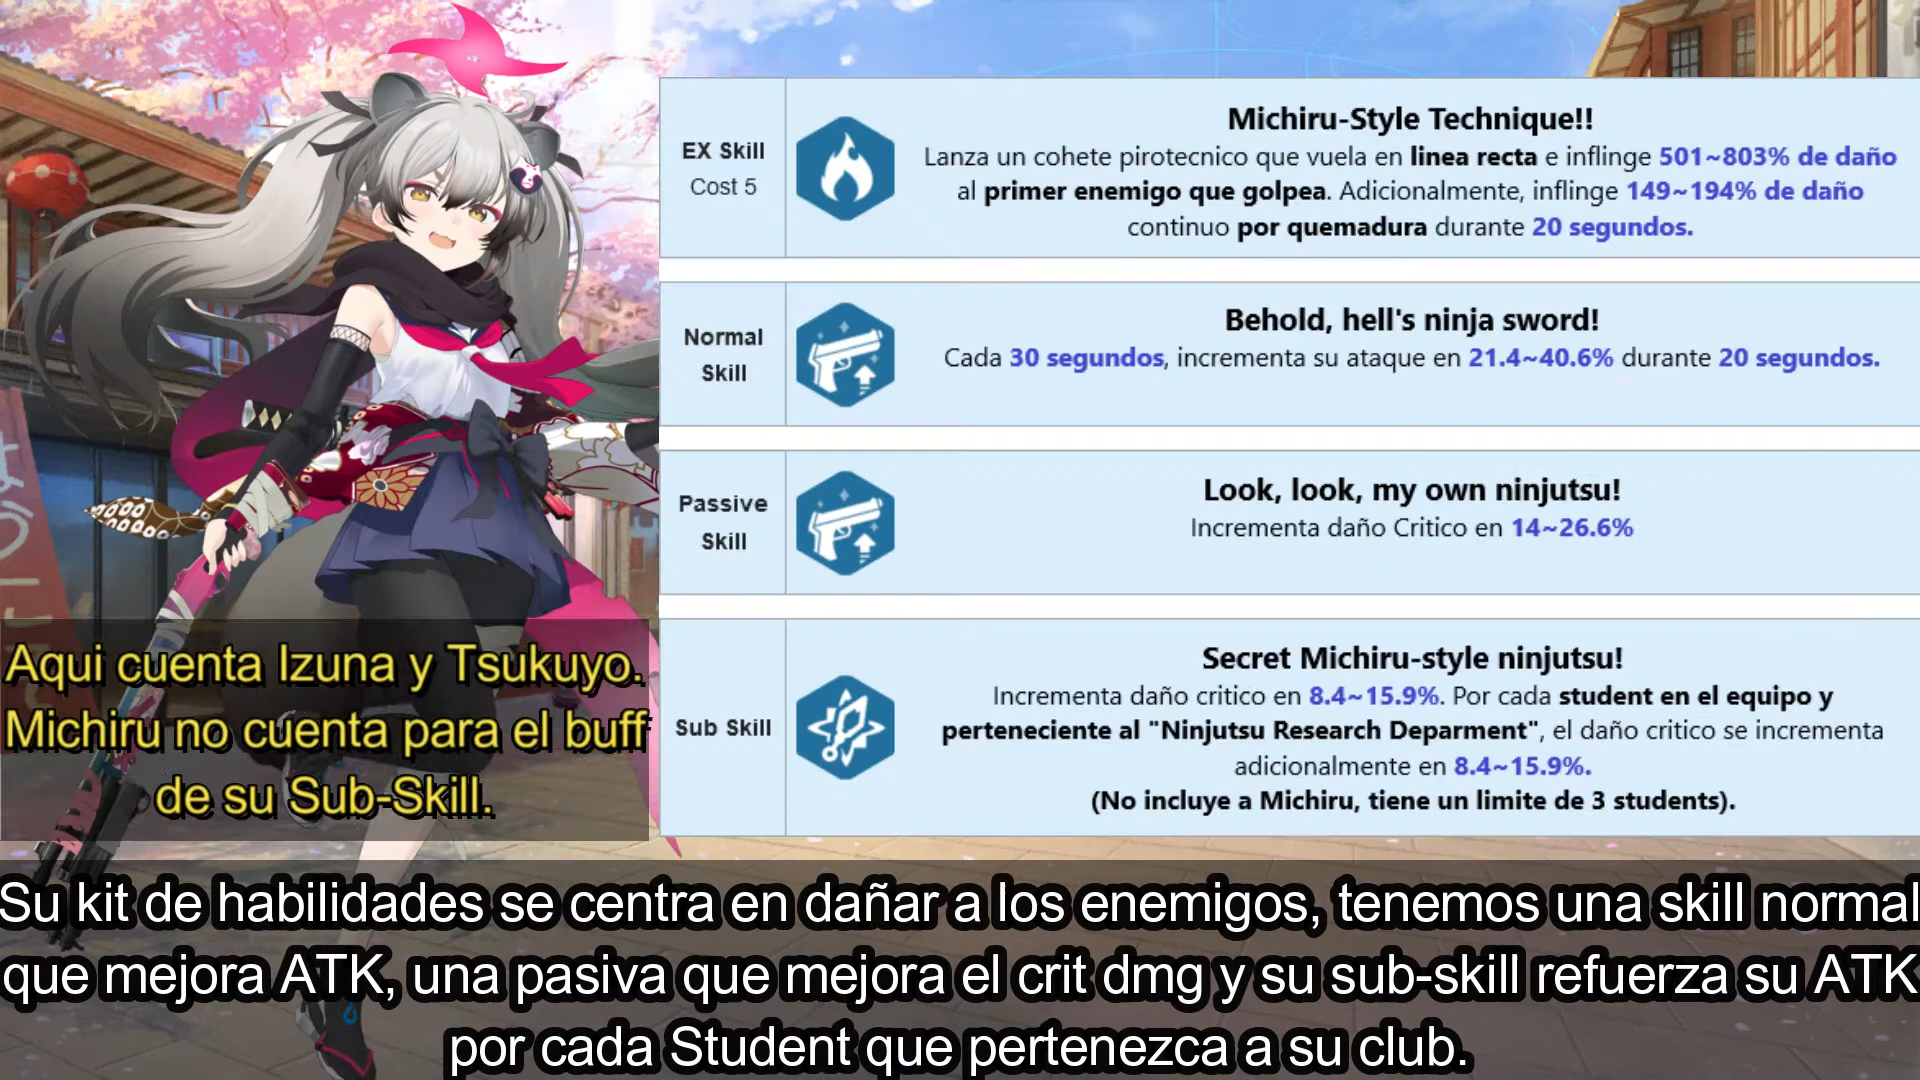 EX Skill
Cost 5
Michiru-Style Technique!!
Lanza un cohete pirotecnico que vuela en linea recta e inflinge 501~803% de daño
al primer enemigo que golpea. Adicionalmente, inflinge 149~194% de daño
continuo por quemadura durante 20 segundos.
Normal
Skill
Behold, hell's ninja sword!
Cada 30 segundos, incrementa su ataque en 21.4~40.6% durante 20 segundos.
Passive
Skill
Look, look, my own ninjutsu!
Incrementa daño Critico en 14~26.6%
Sub Skill
Secret Michiru-style ninjutsu!
Incrementa daño critico en 8.4~15.9%. Por cada student en el equipo y
perteneciente al "Ninjutsu Research Deparment", el daño critico se incrementa
adicionalmente en 8.4~15.9%.
(No incluye a Michiru, tiene un limite de 3 students).
Aqui cuenta Izuna y Tsukuyo.
Michiru no cuenta para el buff
de su Sub-Skill.
Su kit de habilidades se centra en dañar a los enemigos, tenemos una skill normal
que mejora ATK, una pasiva que mejora el crit dmg y su sub-skill refuerza su ATK
por cada Student que pertenezca a su club.